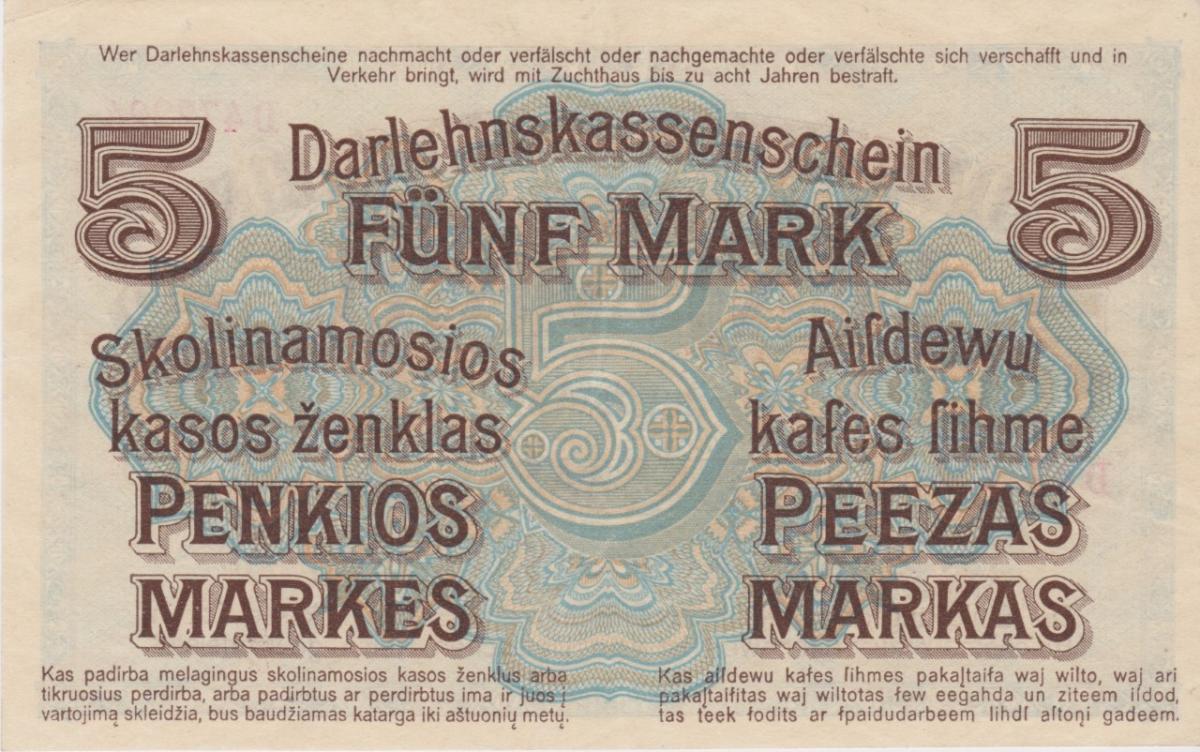 Wer Darlehnskassenscheine nachmacht oder verfälscht oder nachgemachte oder verfälschte sich verschafft und in
Verkehr bringt, wird mit Zuchthaus bis zu acht Jahren bestraft.
5 Darlehnskassenschein 5
FÜNF MARK
5
Skolinamosios
kasos ženklas
PENKIOS
MARKES
Aiſdewu
kaſes ſihme
PEEZAS
MARKAS
Kas padirba melagingus skolinamosios kasos ženklus arba
tikruosius perdirba, arba padirbtus ar perdirbtus ima ir juos į
vartojimą skleidžia, bus baudžiamas katarga iki aštuonių metų.
Kas aiſdewu kaſes ſihmes pakaļtaifa waj wilto, waj ari
pakaļtaifitas waj wiltotas ſew eegahda un ziteem iſdod,
tas teek ſodits ar ſpaidudarbeem lihdſ aſtoņi gadeem.